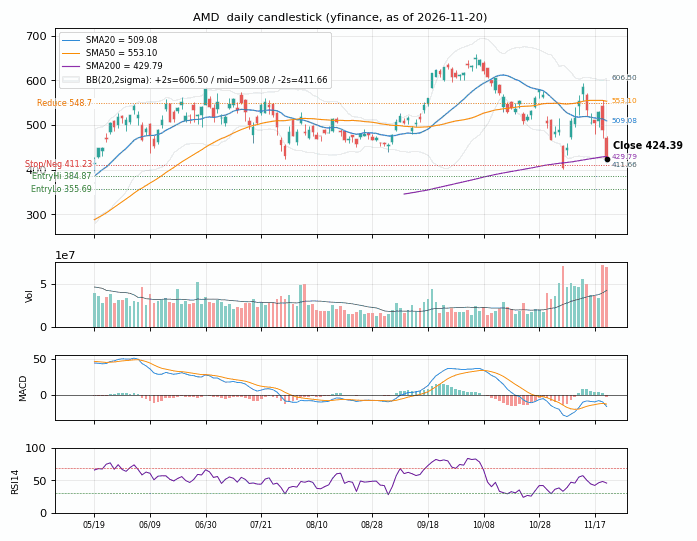 AMD  daily candlestick (yfinance, as of 2026-11-20)
SMA20 = 509.08
SMA50 = 553.10
SMA200 = 429.79
BB(20,2sigma): +2s=606.50 / mid=509.08 / -2s=411.66
700
600
500
300
Reduce 548.7
Stop/Neg 411.23
EntryHi 384.87
EntryLo 355.69
606.50
553.10
509.08
Close 424.39
429.79
411.66
1e7
Vol
5
0
MACD
50
0
RSI14
100
50
0
05/19
06/09
06/30
07/21
08/10
08/28
09/18
10/08
10/28
11/17